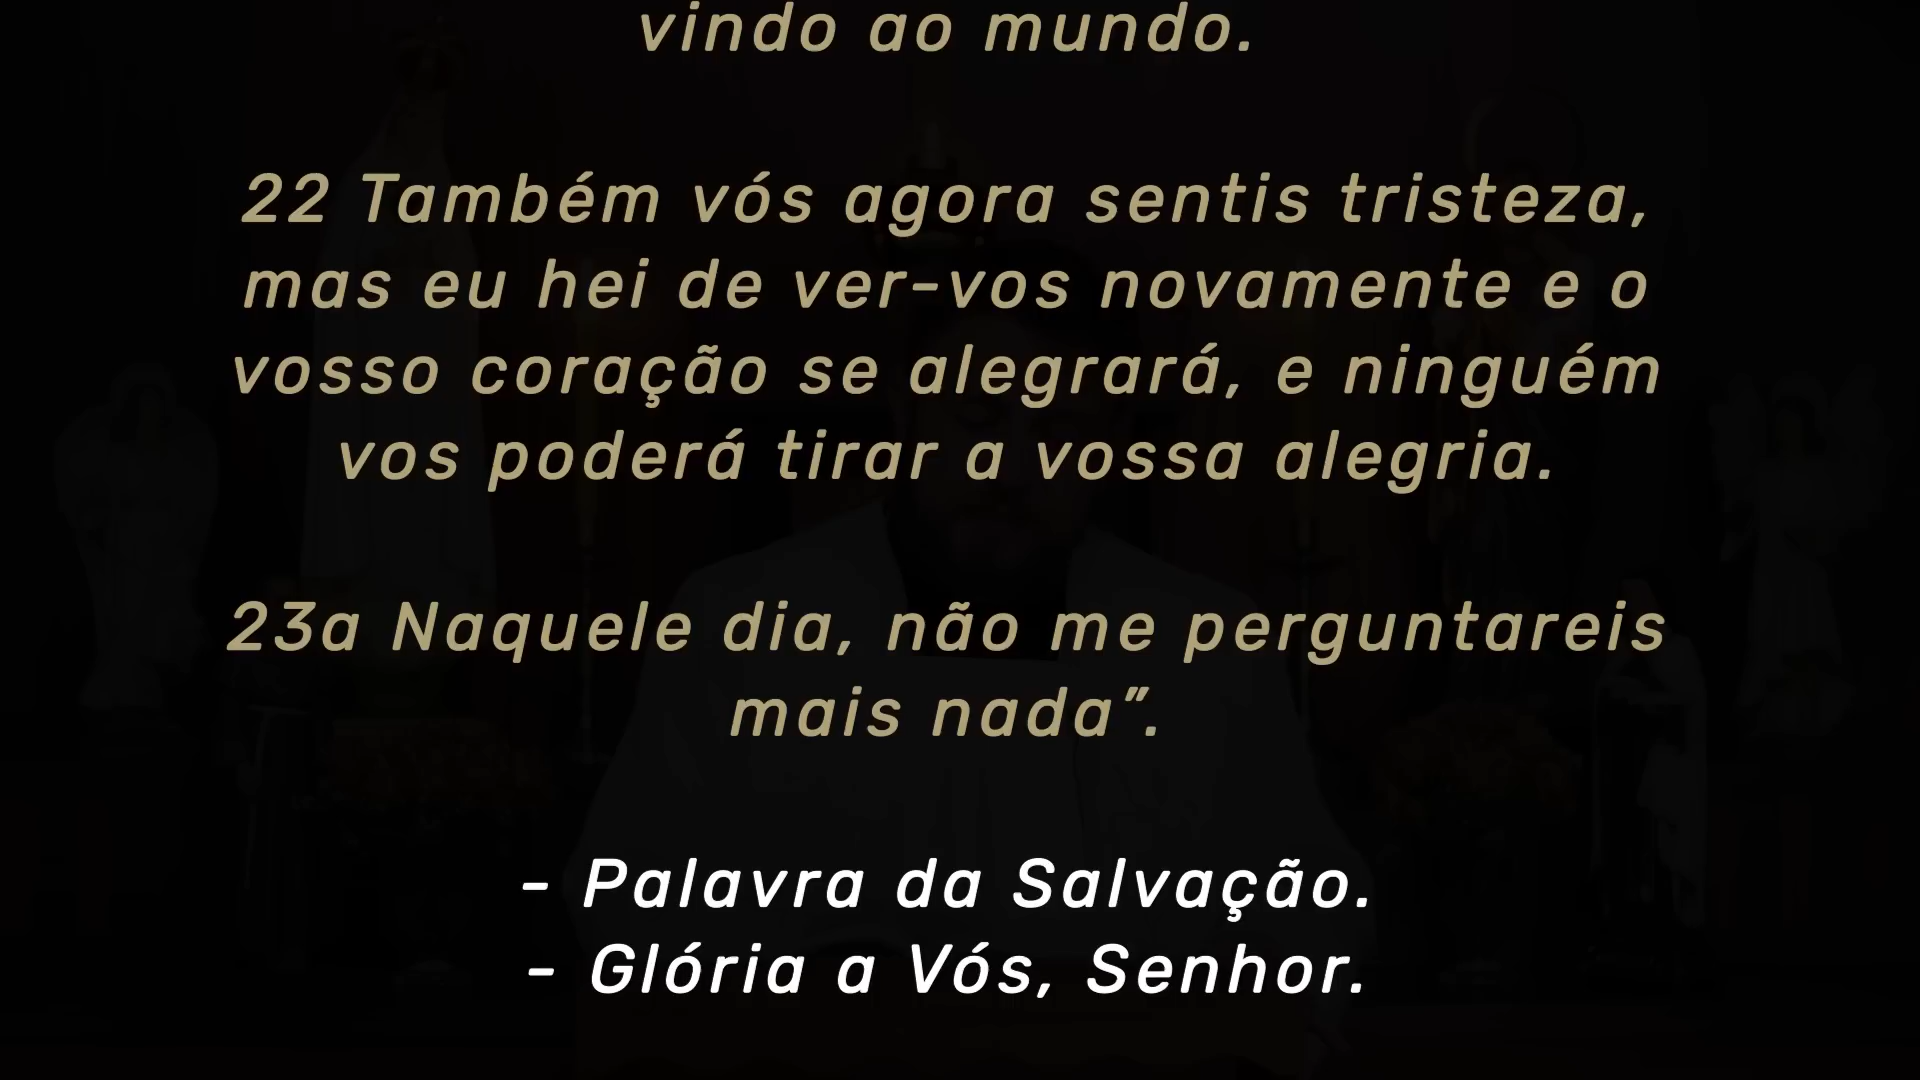 vindo ao mundo.
22 Também vós agora sentis tristeza,
mas eu hei de ver-vos novamente e o
vosso coração se alegrará, e ninguém
vos poderá tirar a vossa alegria.
23a Naquele dia, não me perguntareis
mais nada”.
- Palavra da Salvação.
- Glória a Vós, Senhor.